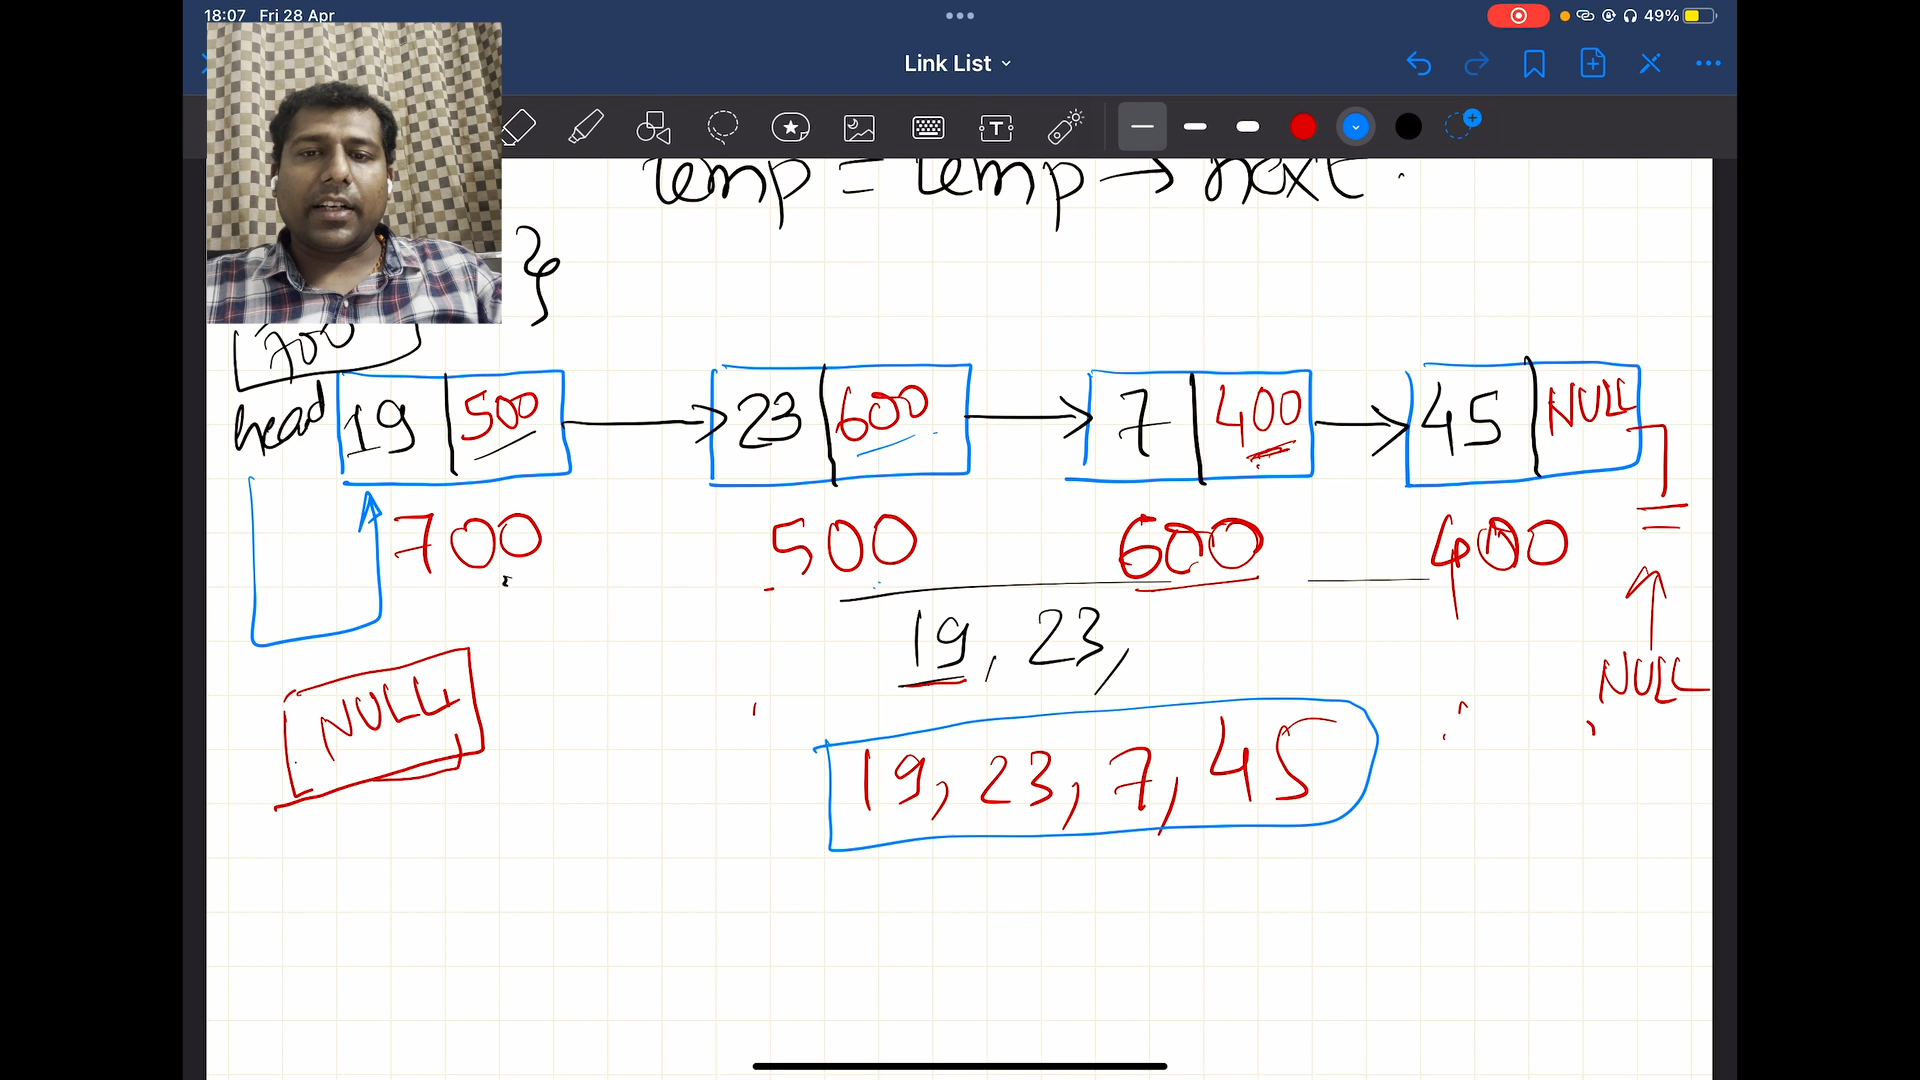 18:07 Fri 28 Apr
49%
Link List
temp = temp → next
}
700
head 19 500 → 23 600 → 7 400 → 45 NULL
700 500 600 400
19, 23,
NULL
NULL
19, 23, 7, 45